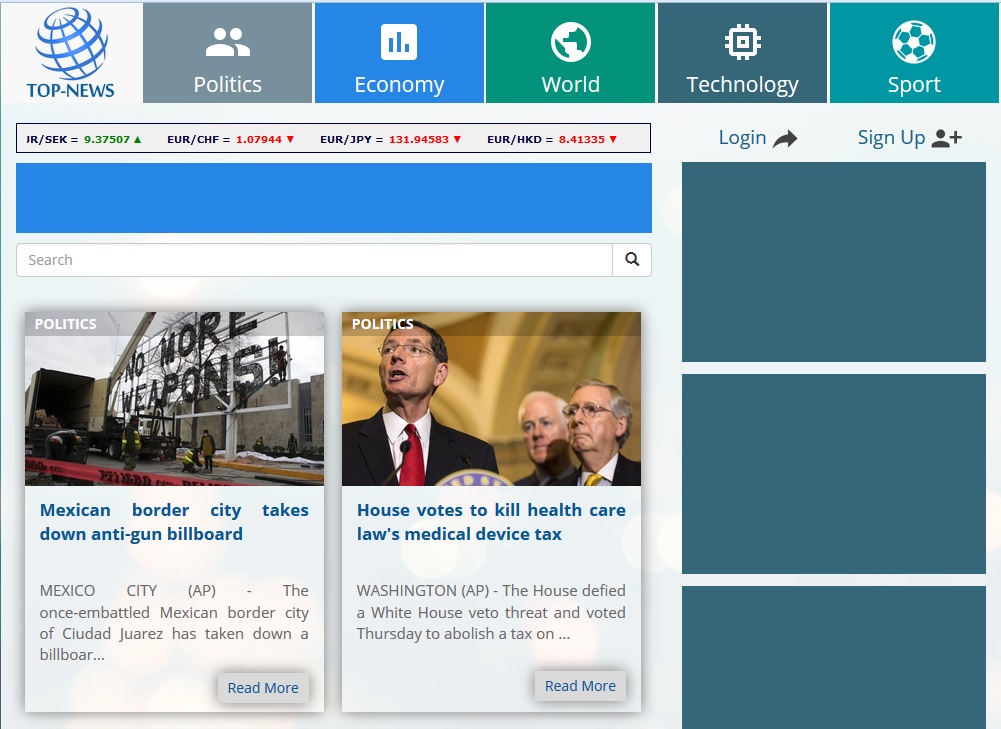 TOP-NEWS
Politics
Economy
World
Technology
Sport
JR/SEK = 9.37507 ▲ EUR/CHF = 1.07944 ▼ EUR/JPY = 131.94583 ▼ EUR/HKD = 8.41335 ▼
Login
Sign Up
Search
POLITICS
NO MORE
WEAPONS!
PELIGRO
Mexican border city takes
down anti-gun billboard
MEXICO CITY (AP) - The
once-embattled Mexican border city
of Ciudad Juarez has taken down a
billboar...
Read More
POLITICS
House votes to kill health care
law's medical device tax
WASHINGTON (AP) - The House defied
a White House veto threat and voted
Thursday to abolish a tax on ...
Read More